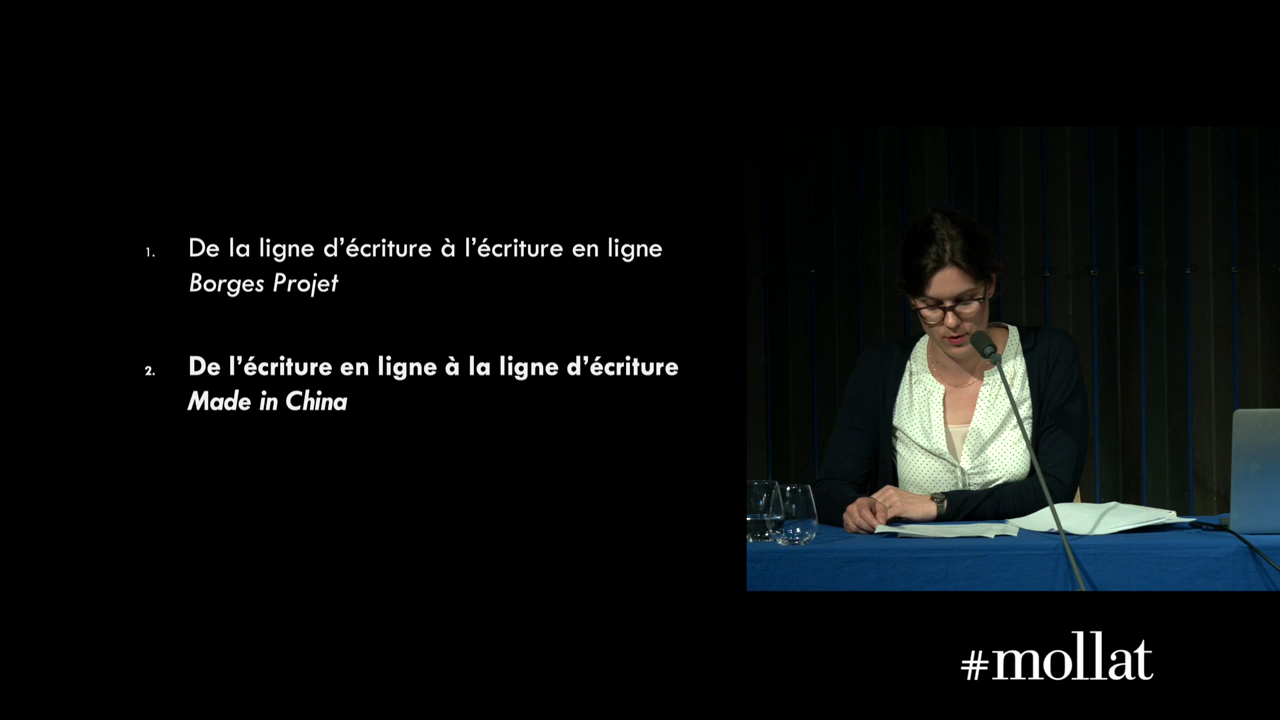 1. De la ligne d’écriture à l’écriture en ligne
Borges Projet
2. De l’écriture en ligne à la ligne d’écriture
Made in China
#mollat